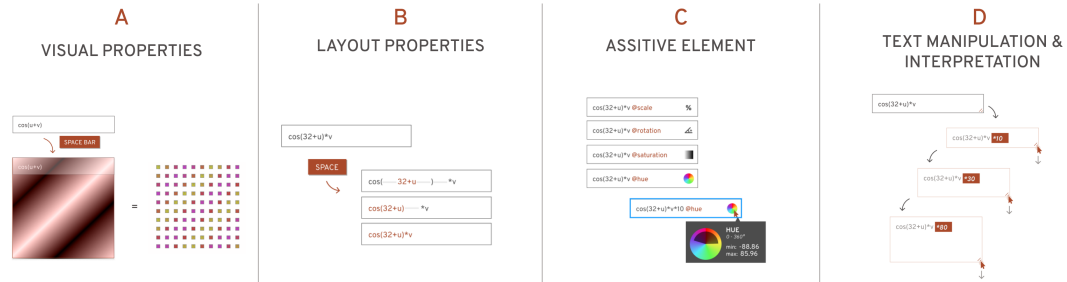 A
VISUAL PROPERTIES
cos(u+v)
SPACE BAR
cos(u+v)
=
B
LAYOUT PROPERTIES
cos(32+u)*v
SPACE
cos( 32+u )  *v
cos(32+u) *v
cos(32+u)*v
C
ASSITIVE ELEMENT
cos(32+u)*v @scale %
cos(32+u)*v @rotation
cos(32+u)*v @saturation
cos(32+u)*v @hue
cos(32+u)*v*10 @hue
HUE
0 - 360°
min: -88.86
max: 85.96
D
TEXT MANIPULATION &
INTERPRETATION
cos(32+u)*v
cos(32+u)*v *10
cos(32+u)*v *30
cos(32+u)*v *80